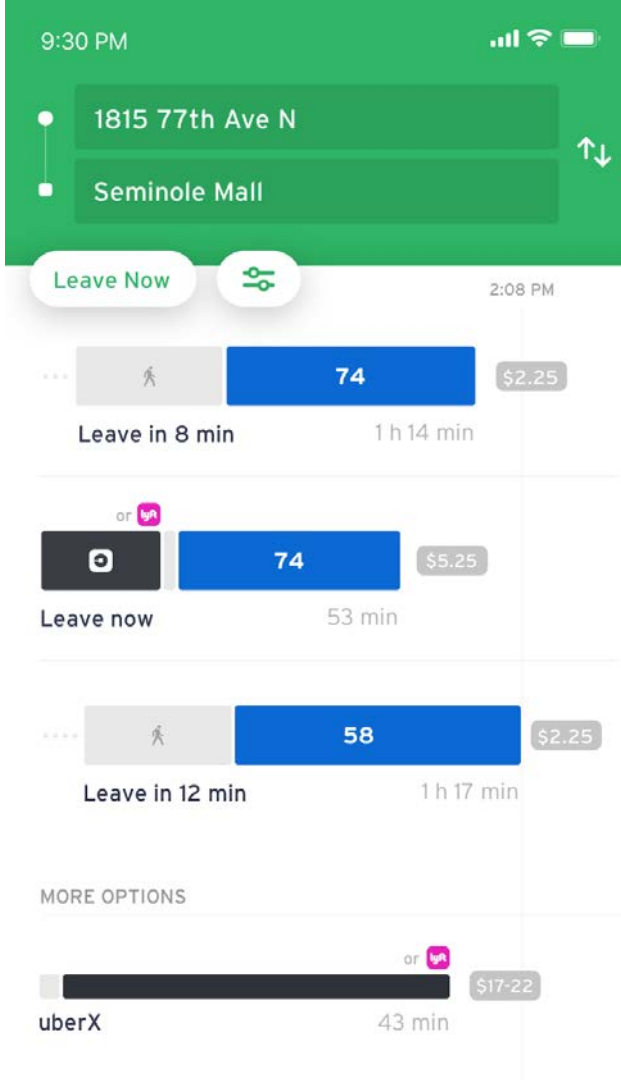 9:30 PM
1815 77th Ave N
Seminole Mall
Leave Now
2:08 PM
74 $2.25
Leave in 8 min 1 h 14 min
or lyft
74 $5.25
Leave now 53 min
58 $2.25
Leave in 12 min 1 h 17 min
MORE OPTIONS
or lyft
$17-22
uberX 43 min